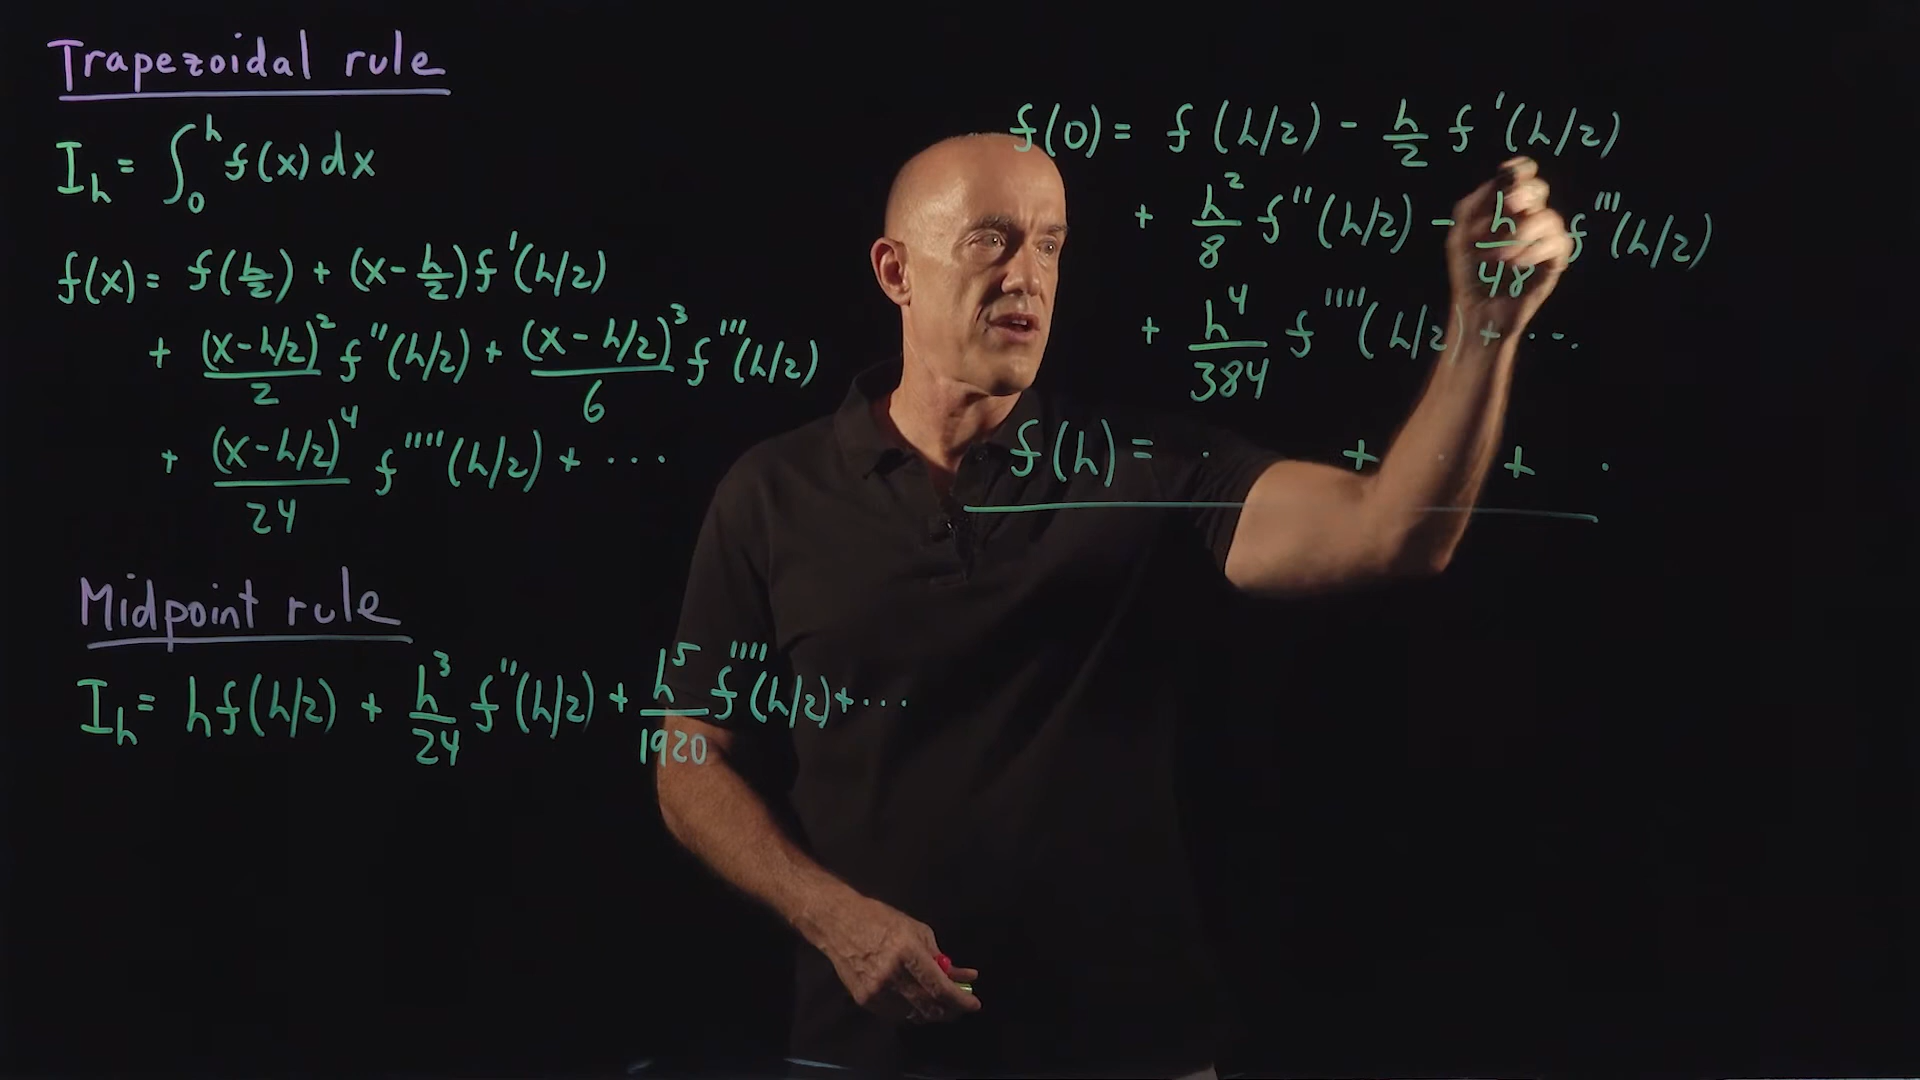 Trapezoidal rule
I_h = ∫_0^h f(x) dx
f(x) = f(h/2) + (x - h/2) f'(h/2)
+ (x - h/2)^2/2 f''(h/2) + (x - h/2)^3/6 f'''(h/2)
+ (x - h/2)^4/24 f''''(h/2) + ...
Midpoint rule
I_h = hf(h/2) + h^3/24 f''(h/2) + h^5/1920 f''''(h/2) + ...
f(0) = f(h/2) - h/2 f'(h/2)
+ h^2/8 f''(h/2) - h/48 f'''(h/2)
+ h^4/384 f''''(h/2) + ...
f(h) = . + . + .